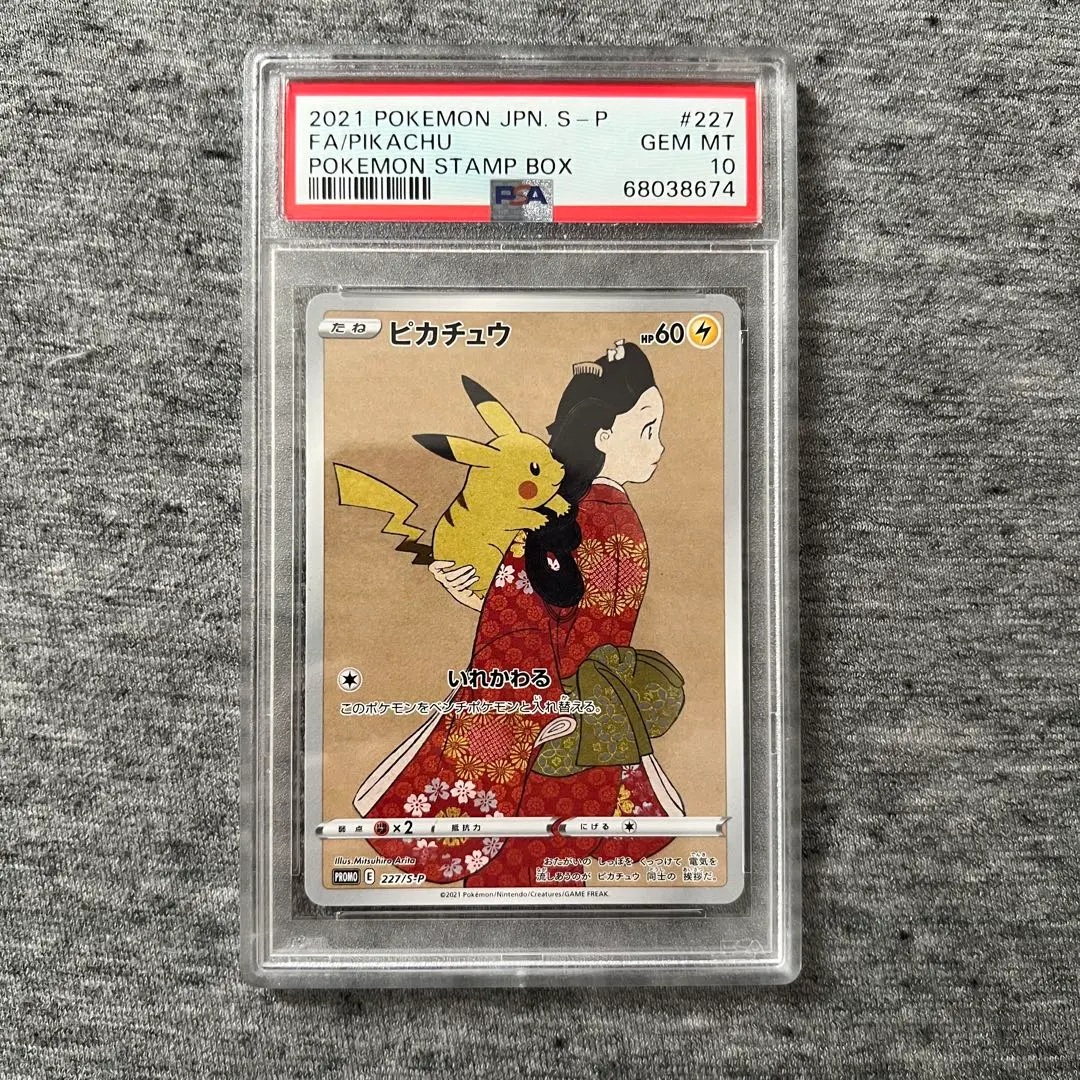 2021 POKEMON JPN. S-P #227
FA/PIKACHU GEM MT
POKEMON STAMP BOX 10
PSA 68038674
たね ピカチュウ HP60
いれかわる
このポケモンをベンチポケモンと入れ替える。
弱点 ×2 抵抗力 にげる
Illus.Mitsuhiro Arita
おたがいの しっぽを くっつけて 電気を
流しあうのが ピカチュウ 同士の 挨拶だ。
PROMO E 227/S-P
©2021 Pokémon/Nintendo/Creatures/GAME FREAK.
PSA